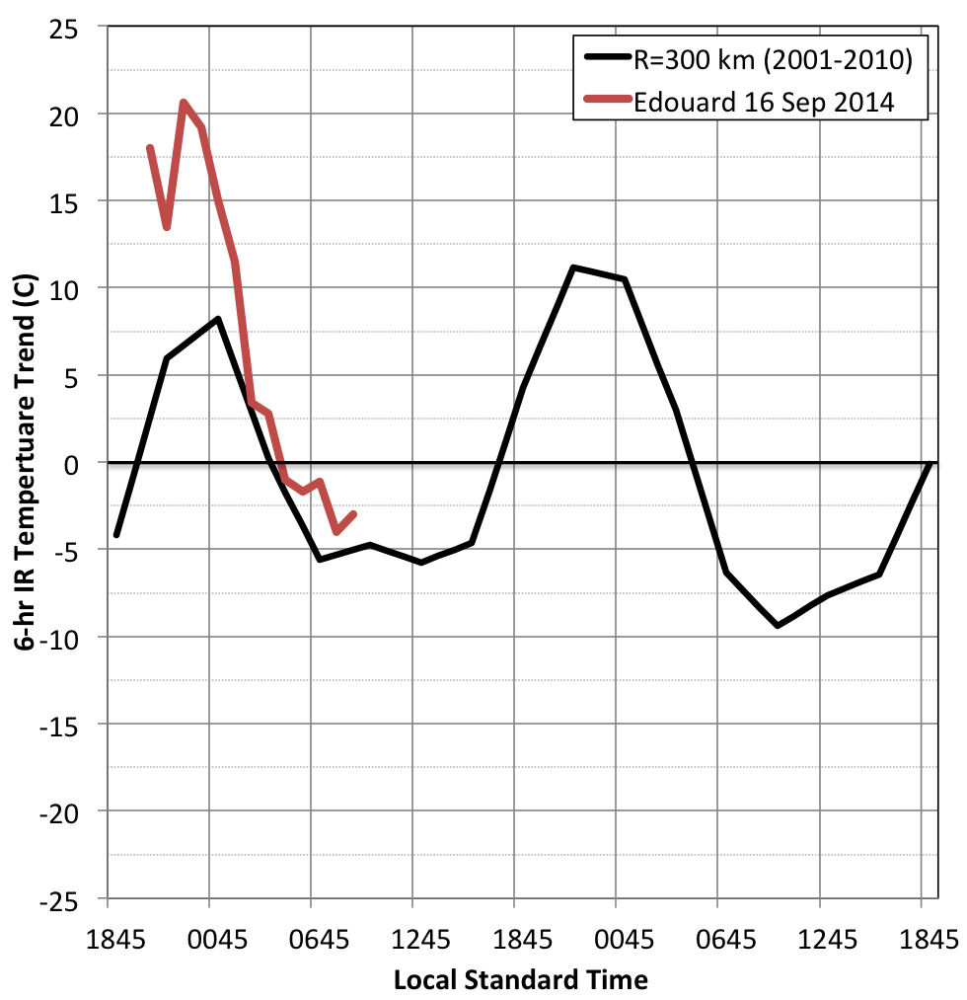 25
20
15
10
5
0
-5
-10
-15
-20
-25
6-hr IR Tempertuare Trend (C)
R=300 km (2001-2010)
Edouard 16 Sep 2014
1845 0045 0645 1245 1845 0045 0645 1245 1845
Local Standard Time